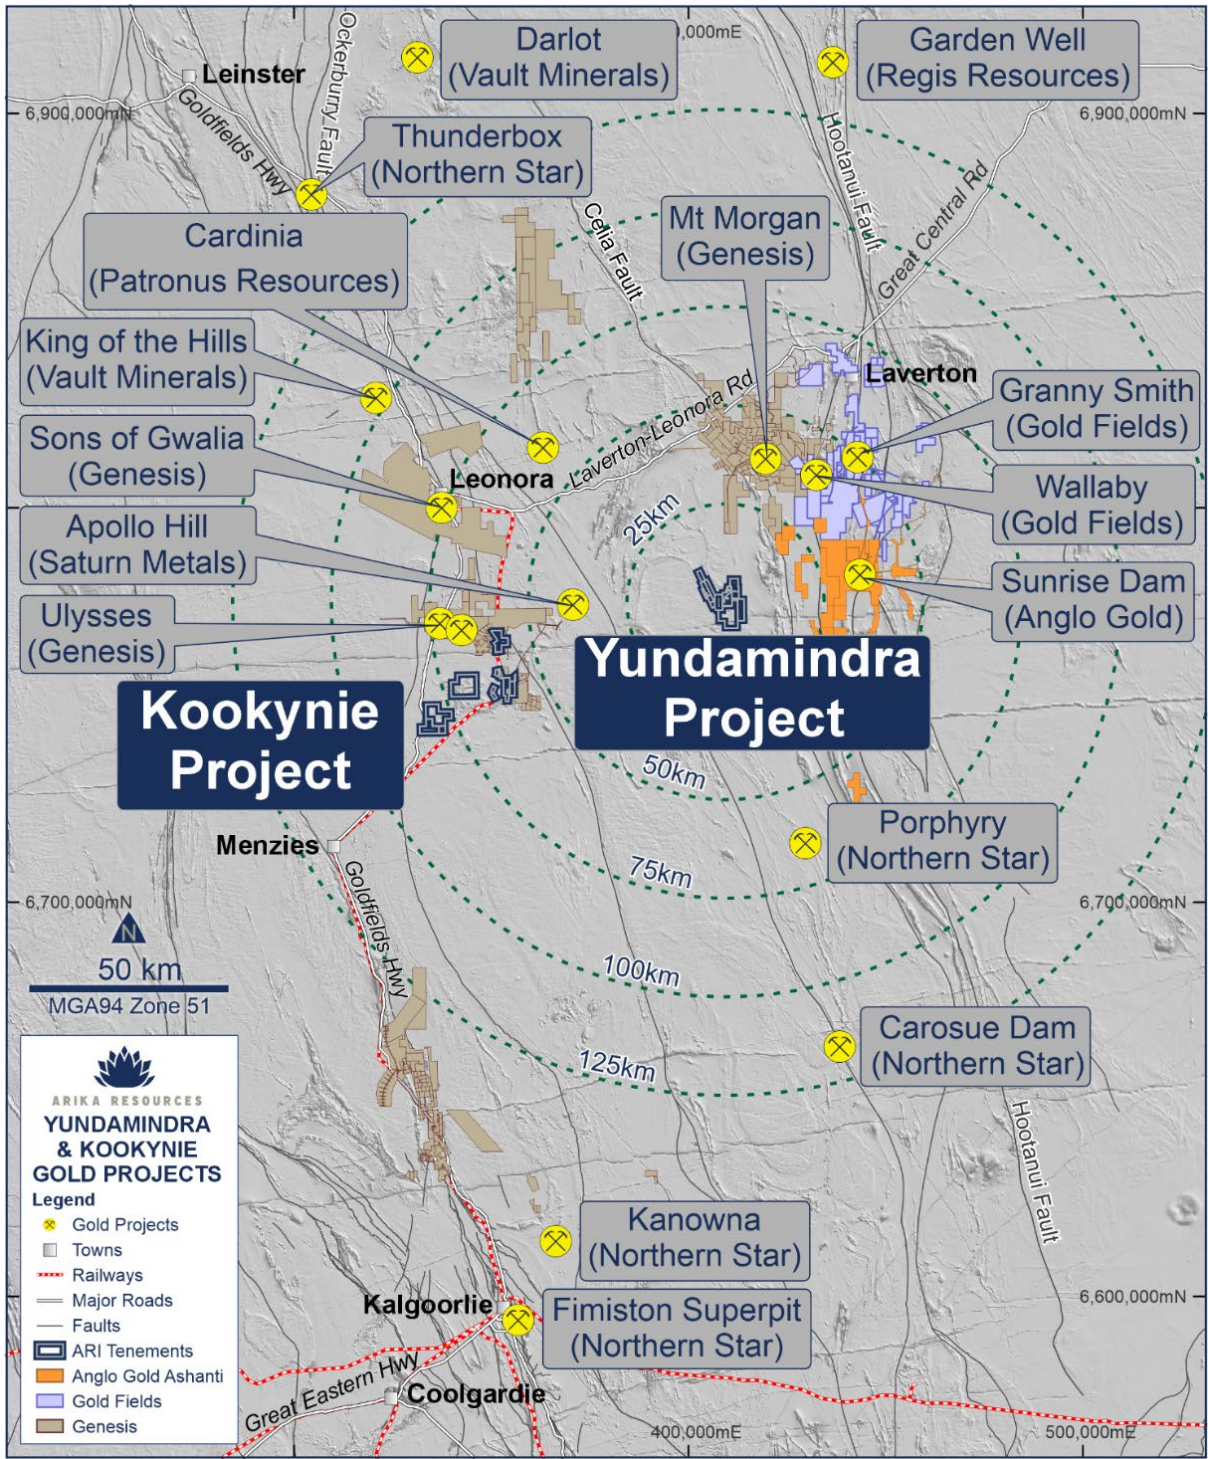 Darlot
(Vault Minerals)
,000mE
Garden Well
(Regis Resources)
Leinster
6,900,000mN
6,900,000mN
Ockerburry Fault
Goldfields Hwy
Thunderbox
(Northern Star)
Hootanui Fault
Great Central Rd
Cardinia
(Patronus Resources)
Celia Fault
Mt Morgan
(Genesis)
King of the Hills
(Vault Minerals)
Laverton
Laverton-Leonora Rd
Granny Smith
(Gold Fields)
Sons of Gwalia
(Genesis)
Leonora
Wallaby
(Gold Fields)
25km
Apollo Hill
(Saturn Metals)
Sunrise Dam
(Anglo Gold)
Ulysses
(Genesis)
Yundamindra
Project
Kookynie
Project
50km
Menzies
Porphyry
(Northern Star)
75km
Goldfields Hwy
6,700,000mN
6,700,000mN
N
50 km
MGA94 Zone 51
100km
Carosue Dam
(Northern Star)
125km
Hootanui Fault
ARIKA RESOURCES
YUNDAMINDRA
& KOOKYNIE
GOLD PROJECTS
Legend
Gold Projects
Towns
Railways
Major Roads
Faults
ARI Tenements
Anglo Gold Ashanti
Gold Fields
Genesis
Kanowna
(Northern Star)
Kalgoorlie
Fimiston Superpit
(Northern Star)
6,600,000mN
Great Eastern Hwy
Coolgardie
400,000mE
500,000mE